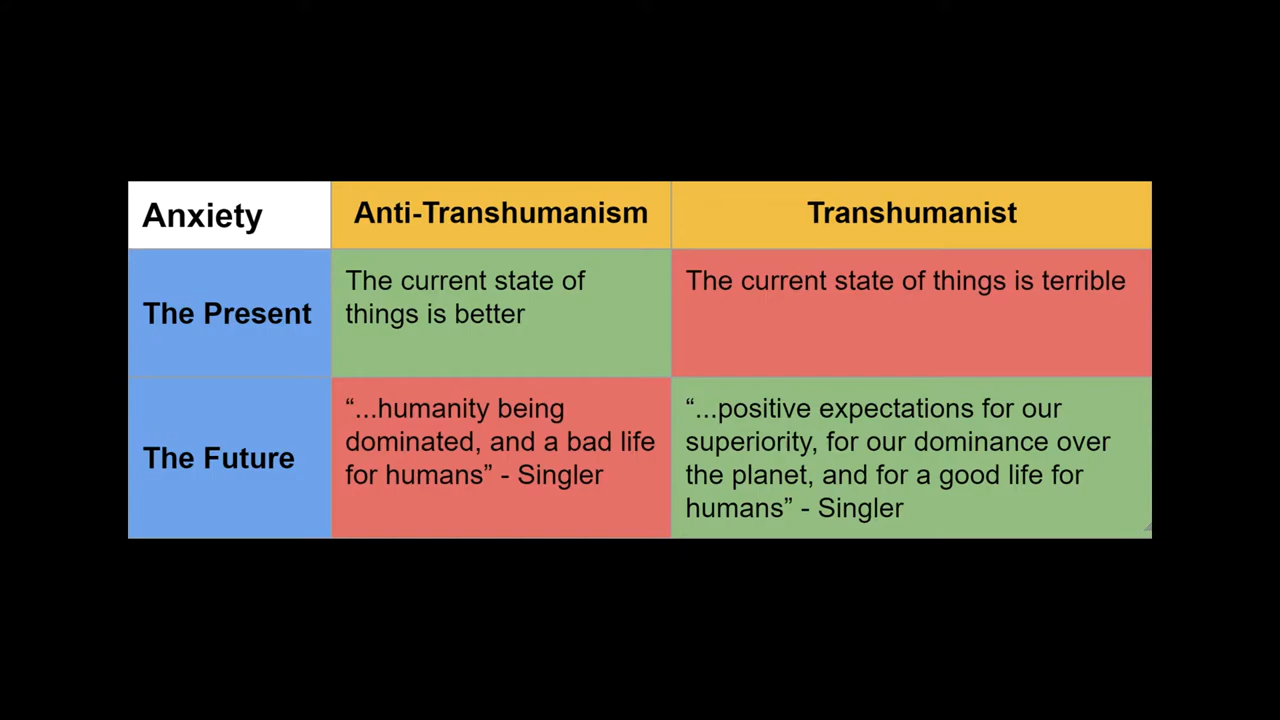 Anxiety
Anti-Transhumanism
Transhumanist
The Present
The current state of
things is better
The current state of things is terrible
The Future
“...humanity being
dominated, and a bad life
for humans” - Singler
“...positive expectations for our
superiority, for our dominance over
the planet, and for a good life for
humans” - Singler